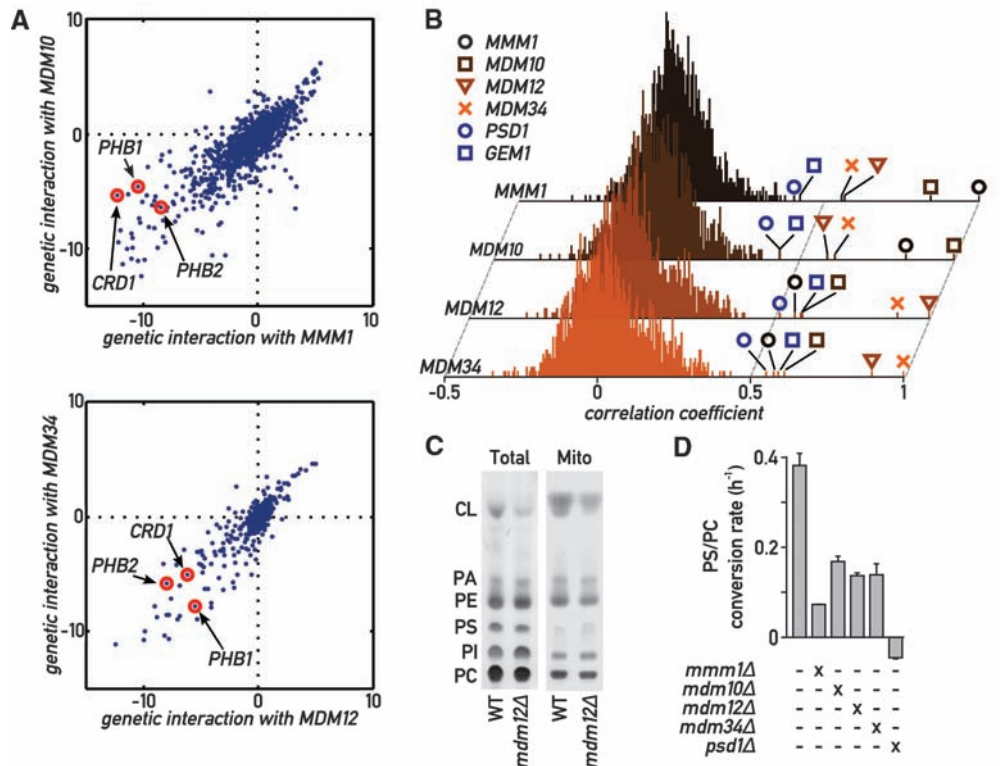 A
10
0
-10
genetic interaction with MDM10
PHB1
CRD1
PHB2
-10 0 10
genetic interaction with MMM1
10
0
-10
genetic interaction with MDM34
CRD1
PHB2
PHB1
-10 0 10
genetic interaction with MDM12
B
MMM1
MDM10
MDM12
MDM34
PSD1
GEM1
MMM1
MDM10
MDM12
MDM34
-0.5 0 0.5 1
correlation coefficient
C
Total Mito
CL
PA
PE
PS
PI
PC
WT mdm12Δ WT mdm12Δ
D
PS/PC
conversion rate (h-1)
0.4
0.2
0
mmm1Δ - x - - - -
mdm10Δ - - x - - -
mdm12Δ - - - x - -
mdm34Δ - - - - x -
psd1Δ - - - - - x